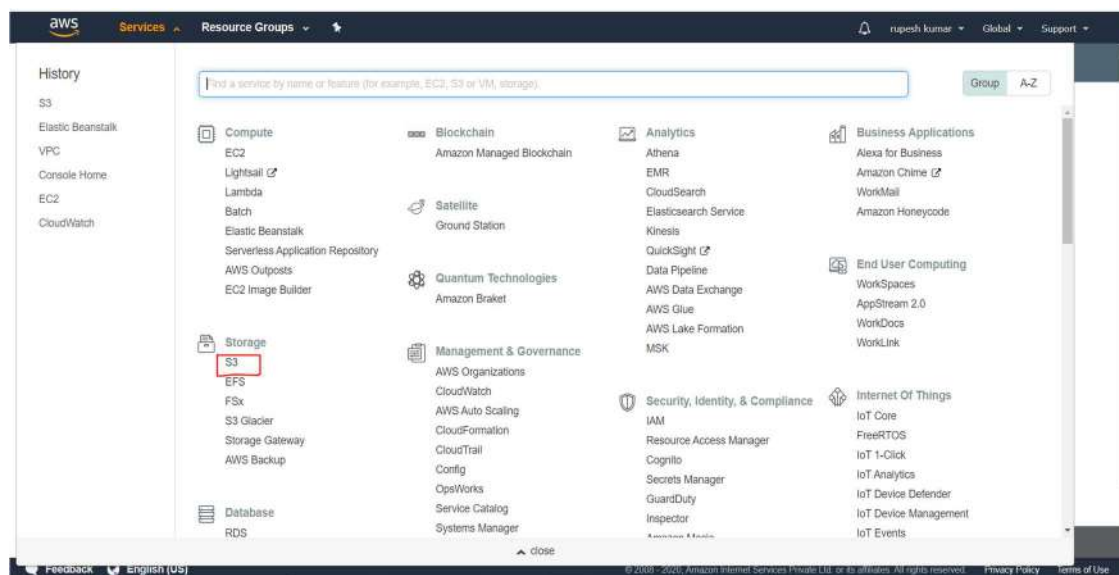 aws Services Resource Groups rupesh kumar Global Support
History
S3
Elastic Beanstalk
VPC
Console Home
EC2
CloudWatch
Find a service by name or feature (for example, EC2, S3 or VM, storage).
Group A-Z
Compute
EC2
Lightsail
Lambda
Batch
Elastic Beanstalk
Serverless Application Repository
AWS Outposts
EC2 Image Builder
Storage
S3
EFS
FSx
S3 Glacier
Storage Gateway
AWS Backup
Database
RDS
Blockchain
Amazon Managed Blockchain
Satellite
Ground Station
Quantum Technologies
Amazon Braket
Management & Governance
AWS Organizations
CloudWatch
AWS Auto Scaling
CloudFormation
CloudTrail
Config
OpsWorks
Service Catalog
Systems Manager
Analytics
Athena
EMR
CloudSearch
Elasticsearch Service
Kinesis
QuickSight
Data Pipeline
AWS Data Exchange
AWS Glue
AWS Lake Formation
MSK
Security, Identity, & Compliance
IAM
Resource Access Manager
Cognito
Secrets Manager
GuardDuty
Inspector
Amazon Macie
Business Applications
Alexa for Business
Amazon Chime
WorkMail
Amazon Honeycode
End User Computing
WorkSpaces
AppStream 2.0
WorkDocs
WorkLink
Internet Of Things
IoT Core
FreeRTOS
IoT 1-Click
IoT Analytics
IoT Device Defender
IoT Device Management
IoT Events
close
Feedback English (US) © 2008 - 2020, Amazon Internet Services Private Ltd. or its affiliates. All rights reserved. Privacy Policy Terms of Use